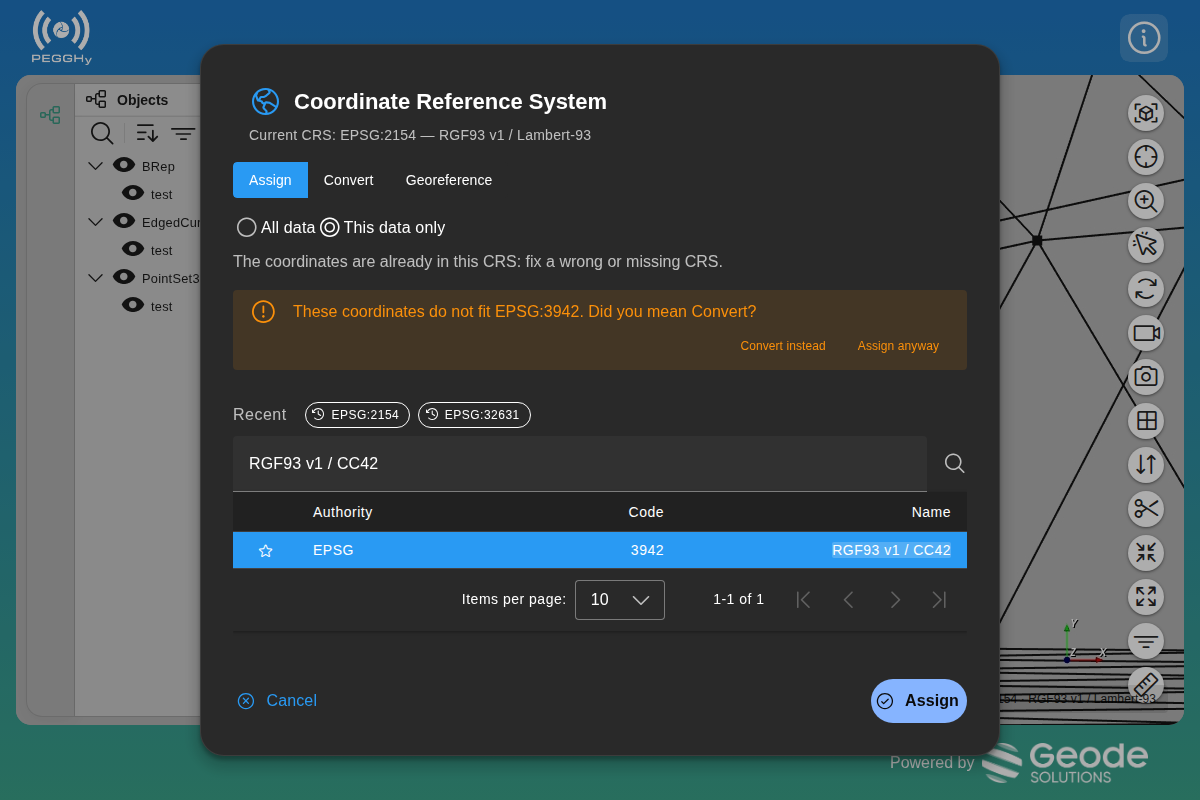 PEGGHy
Objects
BRep
test
EdgedCur
test
PointSet3
test
Coordinate Reference System
Current CRS: EPSG:2154 — RGF93 v1 / Lambert-93
Assign
Convert
Georeference
All data
This data only
The coordinates are already in this CRS: fix a wrong or missing CRS.
These coordinates do not fit EPSG:3942. Did you mean Convert?
Convert instead
Assign anyway
Recent
EPSG:2154
EPSG:32631
RGF93 v1 / CC42
Authority
Code
Name
EPSG
3942
RGF93 v1 / CC42
Items per page:
10
1-1 of 1
Cancel
Assign
Y
Z
X
RGF93 v1 / Lambert-93
Powered by
Geode
SOLUTIONS